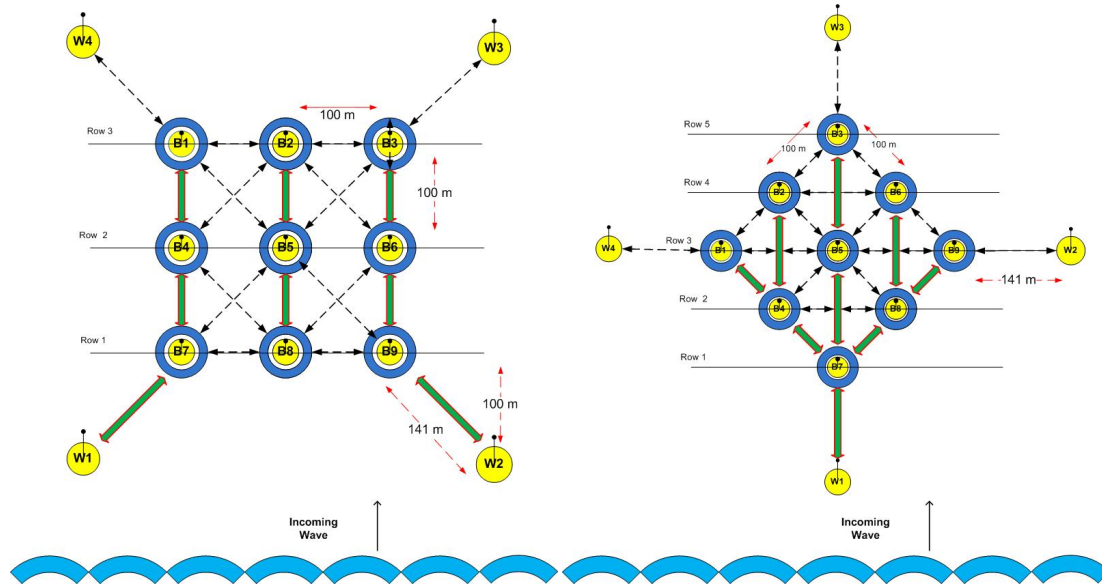 W4
W3
100 m
Row 3
B1
B2
B3
100 m
Row 2
B4
B5
B6
Row 1
B7
B8
B9
100 m
141 m
W1
W2
Incoming
Wave
W3
Row 5
B3
100 m
100 m
Row 4
B2
B6
W4
Row 3
B1
B5
B9
W2
141 m
Row 2
B4
B8
Row 1
B7
W1
Incoming
Wave